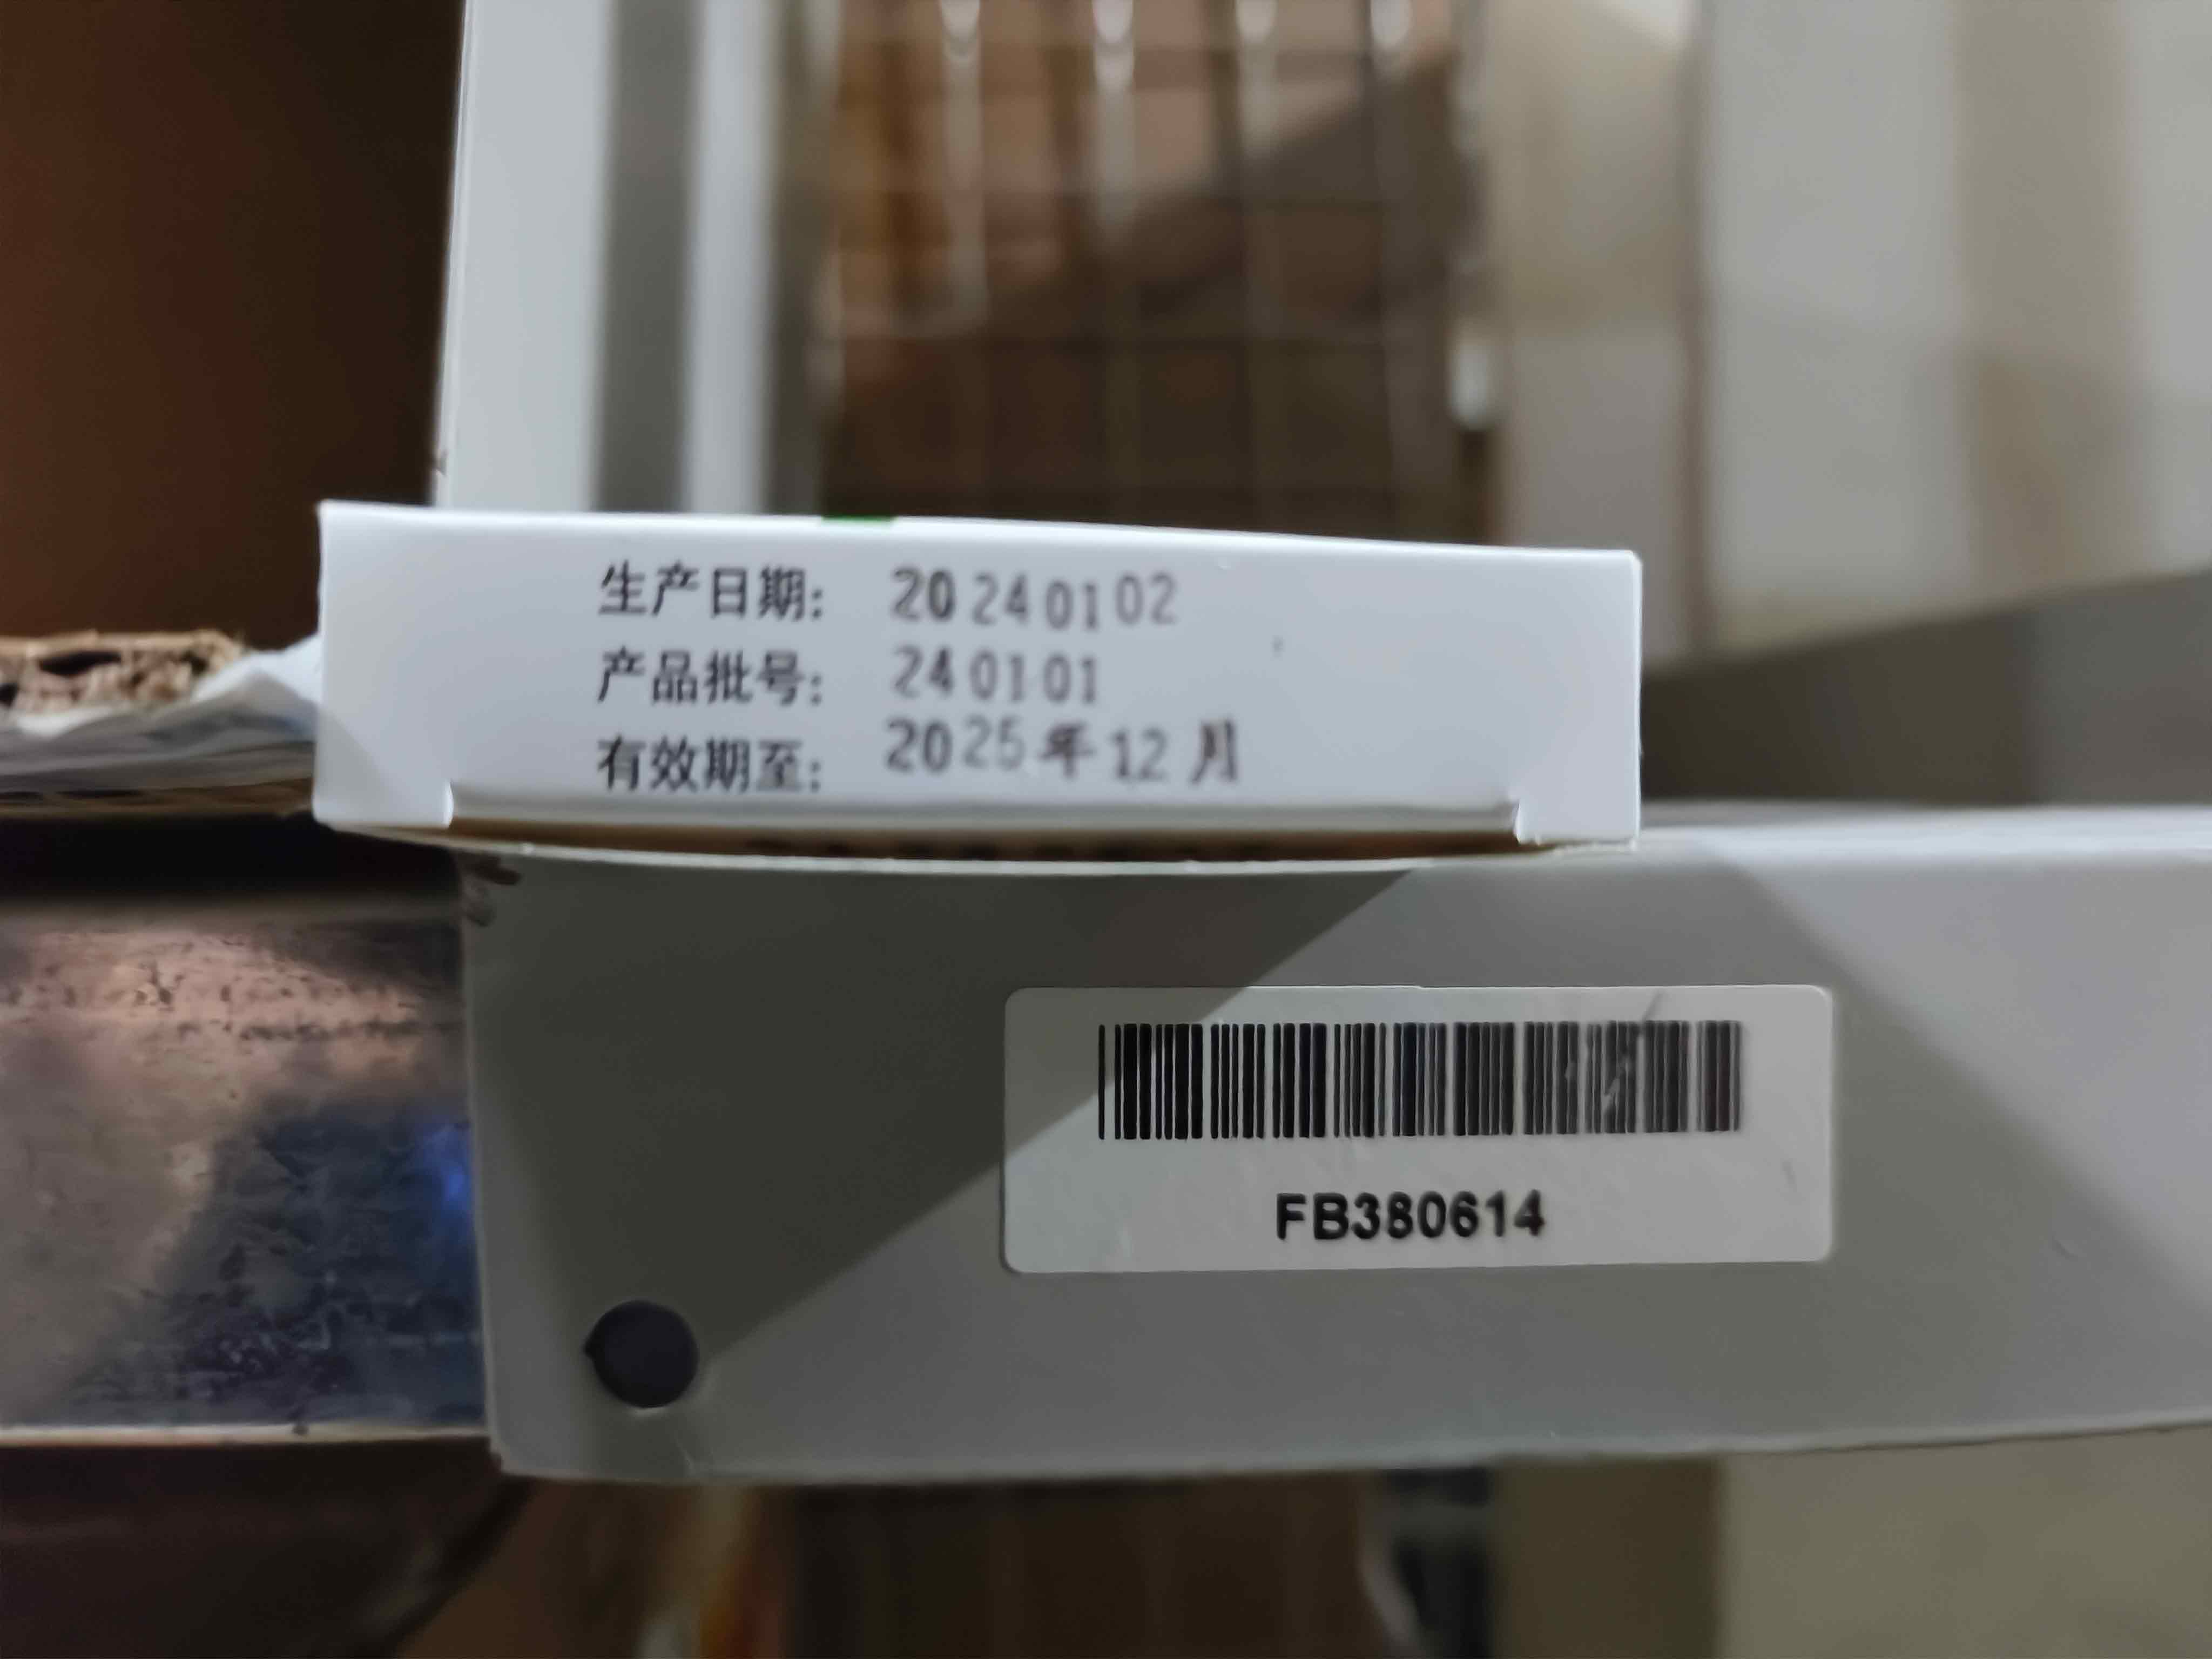 生产日期: 20240102
产品批号: 240101
有效期至: 2025年12月
FB380614